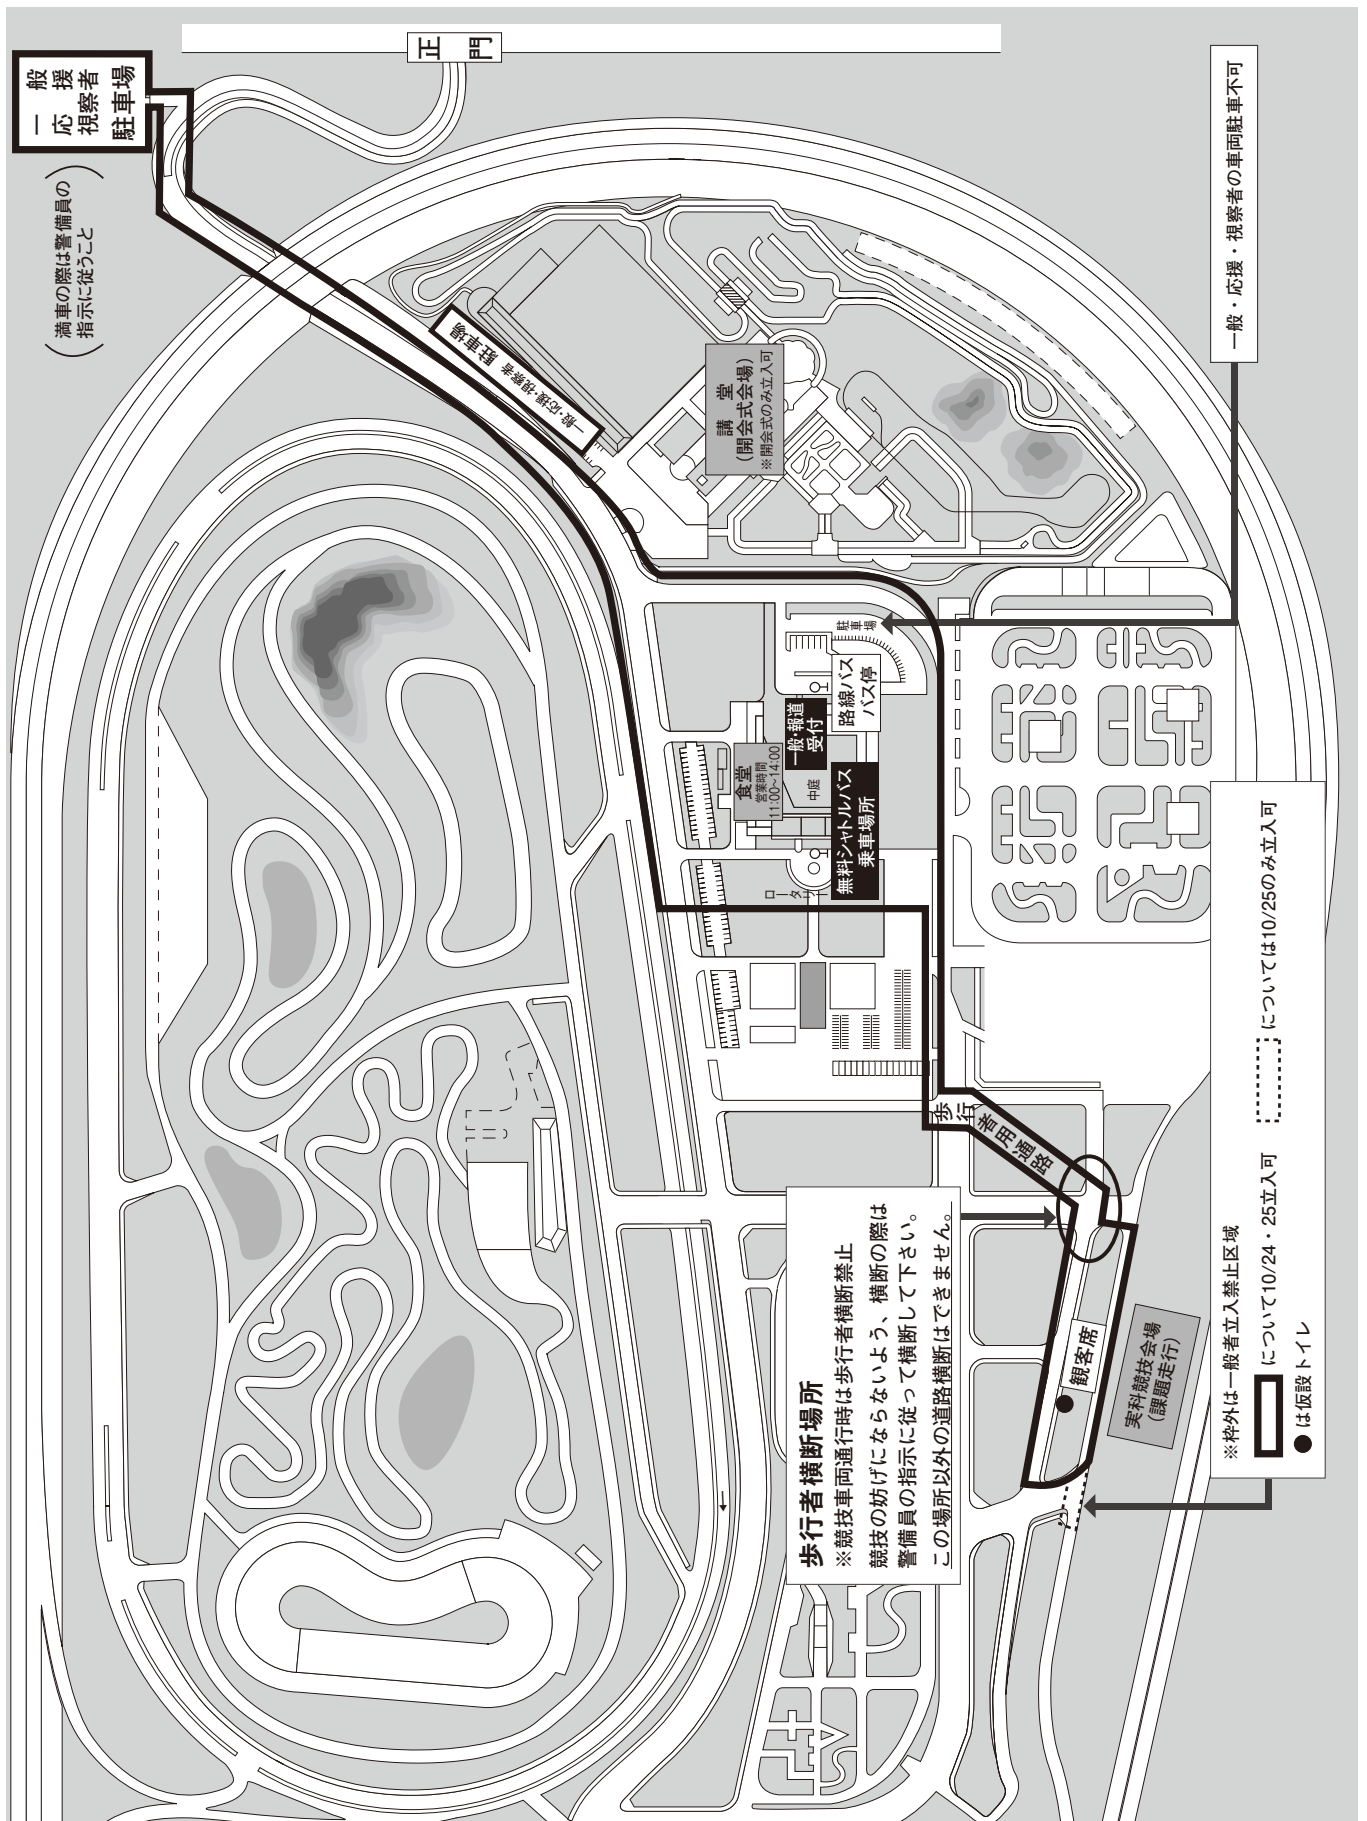 正門
一般
応援
視察者
駐車場
(満車の際は警備員の
指示に従うこと)
一般・応援・視察者 駐車場
講堂
(開会式会場)
※開会式のみ立入可
一般・応援・視察者の車両駐車不可
駐車場
路線バス
バス停
一般・報道
受付
食堂
営業時間
11:00~14:00
中庭
無料シャトルバス
乗車場所
ロータリー
歩行者用通路
歩行者横断場所
※競技車両通行時は歩行者横断禁止
競技の妨げにならないよう、横断の際は
警備員の指示に従って横断して下さい。
この場所以外の道路横断はできません。
観客席
実科競技会場
(課題走行)
※枠外は一般者立入禁止区域
について10/24・25立入可
については10/25のみ立入可
●は仮設トイレ